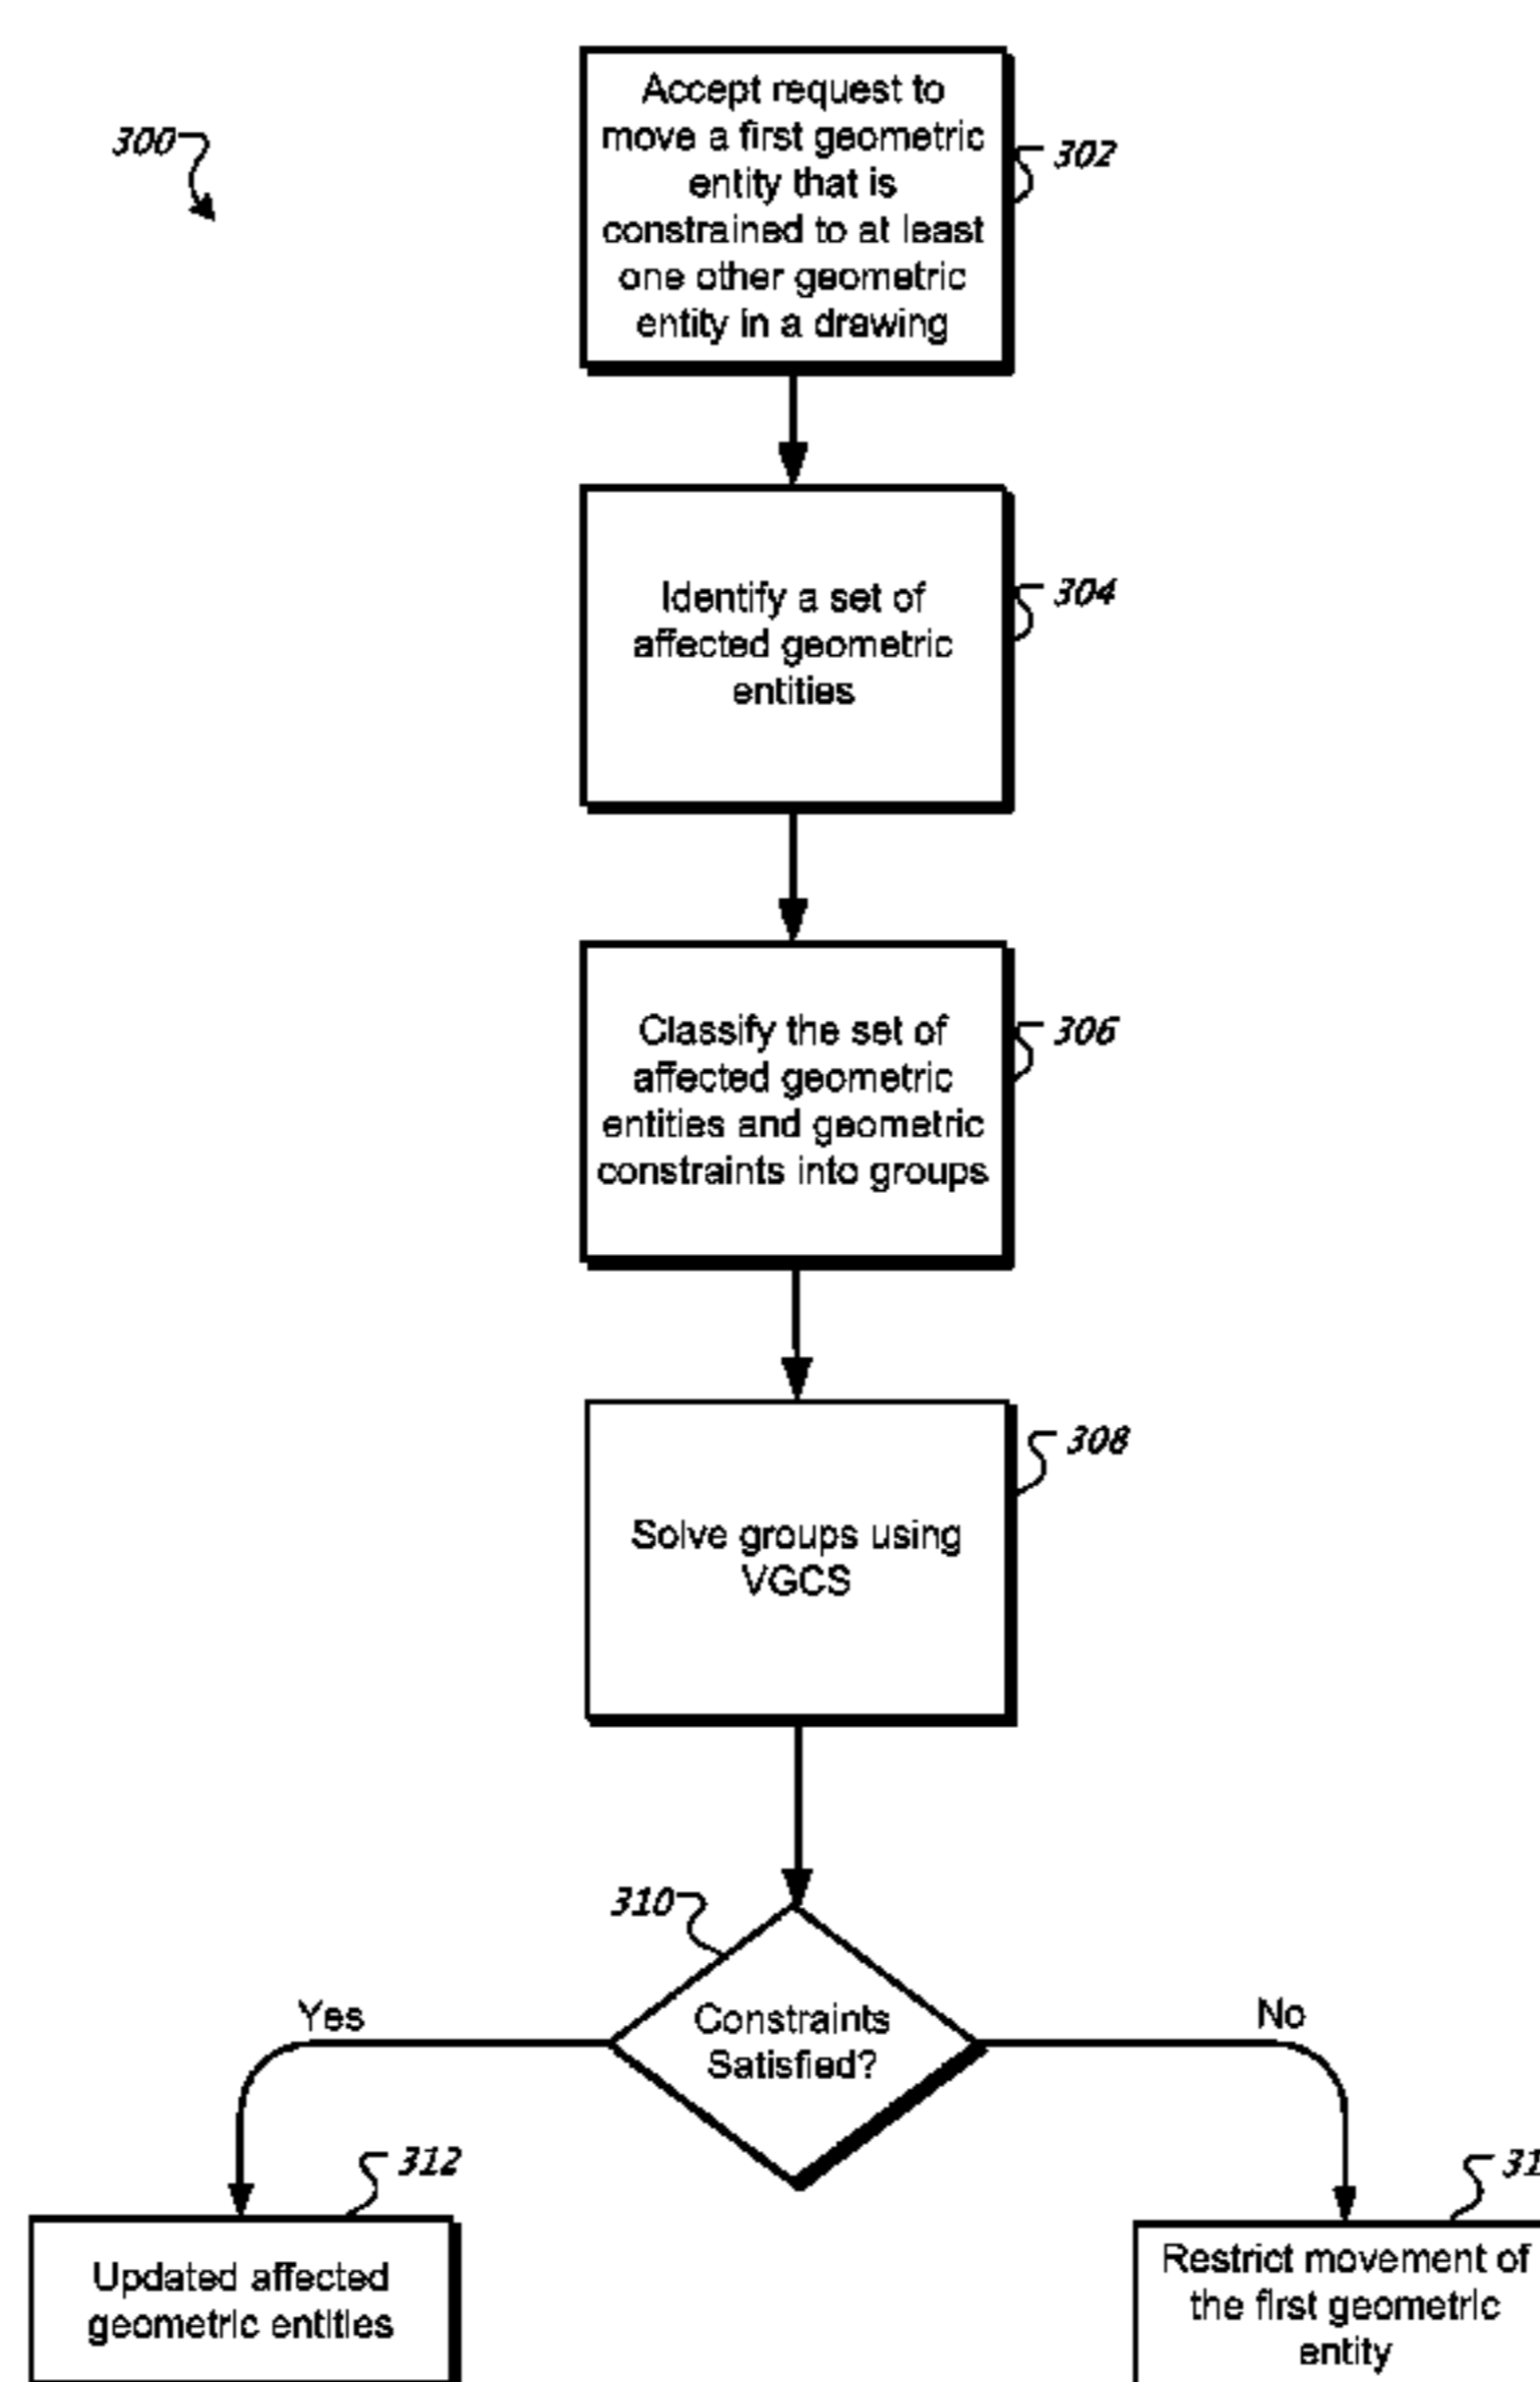 300
Accept request to
move a first geometric
entity that is
constrained to at least
one other geometric
entity in a drawing
302
Identify a set of
affected geometric
entities
304
Classify the set of
affected geometric
entities and geometric
constraints into groups
306
Solve groups using
VGCS
308
310
Constraints
Satisfied?
Yes
No
312
Updated affected
geometric entities
Restrict movement of
the first geometric
entity